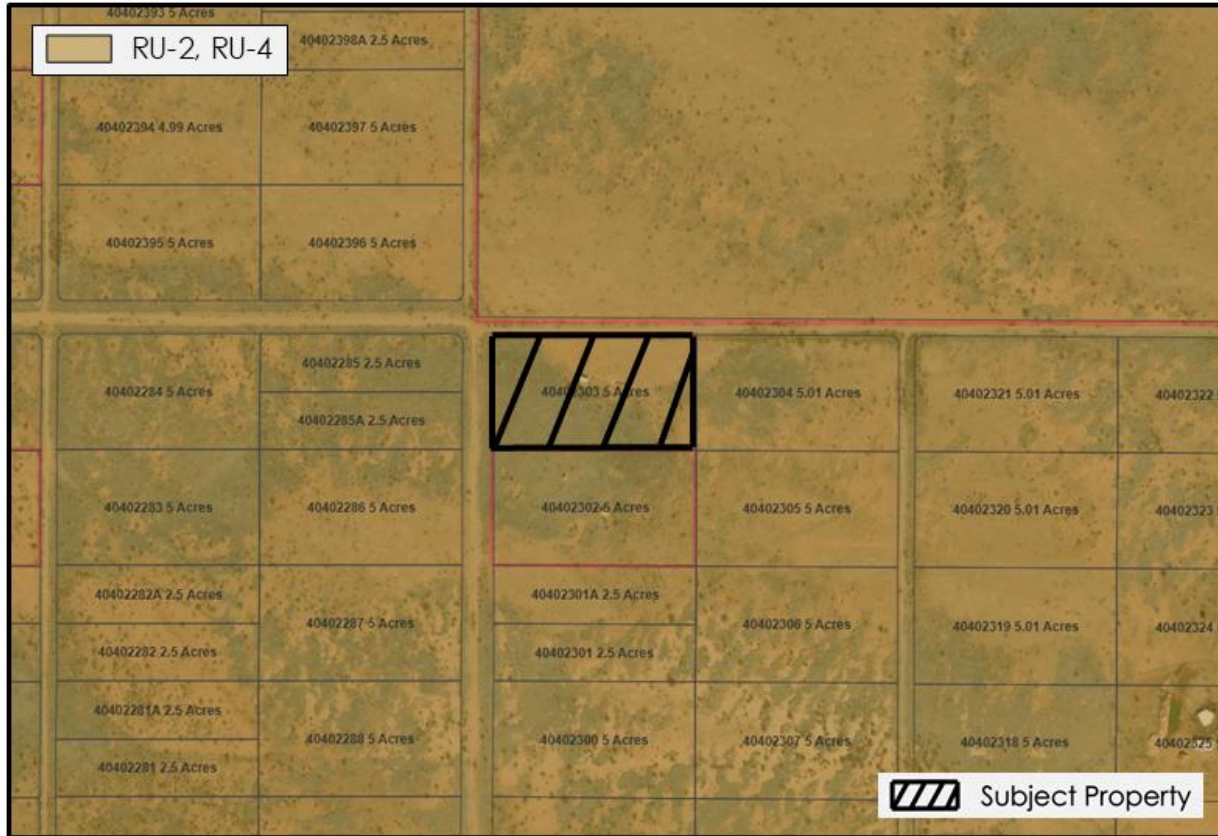 40402393 5 Acres
RU-2, RU-4
40402398A 2.5 Acres
40402394 4.99 Acres
40402397 5 Acres
40402395 5 Acres
40402396 5 Acres
40402284 5 Acres
40402285 2.5 Acres
40402285A 2.5 Acres
40402303 5 Acres
40402304 5.01 Acres
40402321 5.01 Acres
40402322
40402283 5 Acres
40402286 5 Acres
40402302 5 Acres
40402305 5 Acres
40402320 5.01 Acres
40402323
40402282A 2.5 Acres
40402282 2.5 Acres
40402287 5 Acres
40402301A 2.5 Acres
40402301 2.5 Acres
40402306 5 Acres
40402319 5.01 Acres
40402324
40402281A 2.5 Acres
40402281 2.5 Acres
40402288 5 Acres
40402300 5 Acres
40402307 5 Acres
40402318 5 Acres
40402325
Subject Property